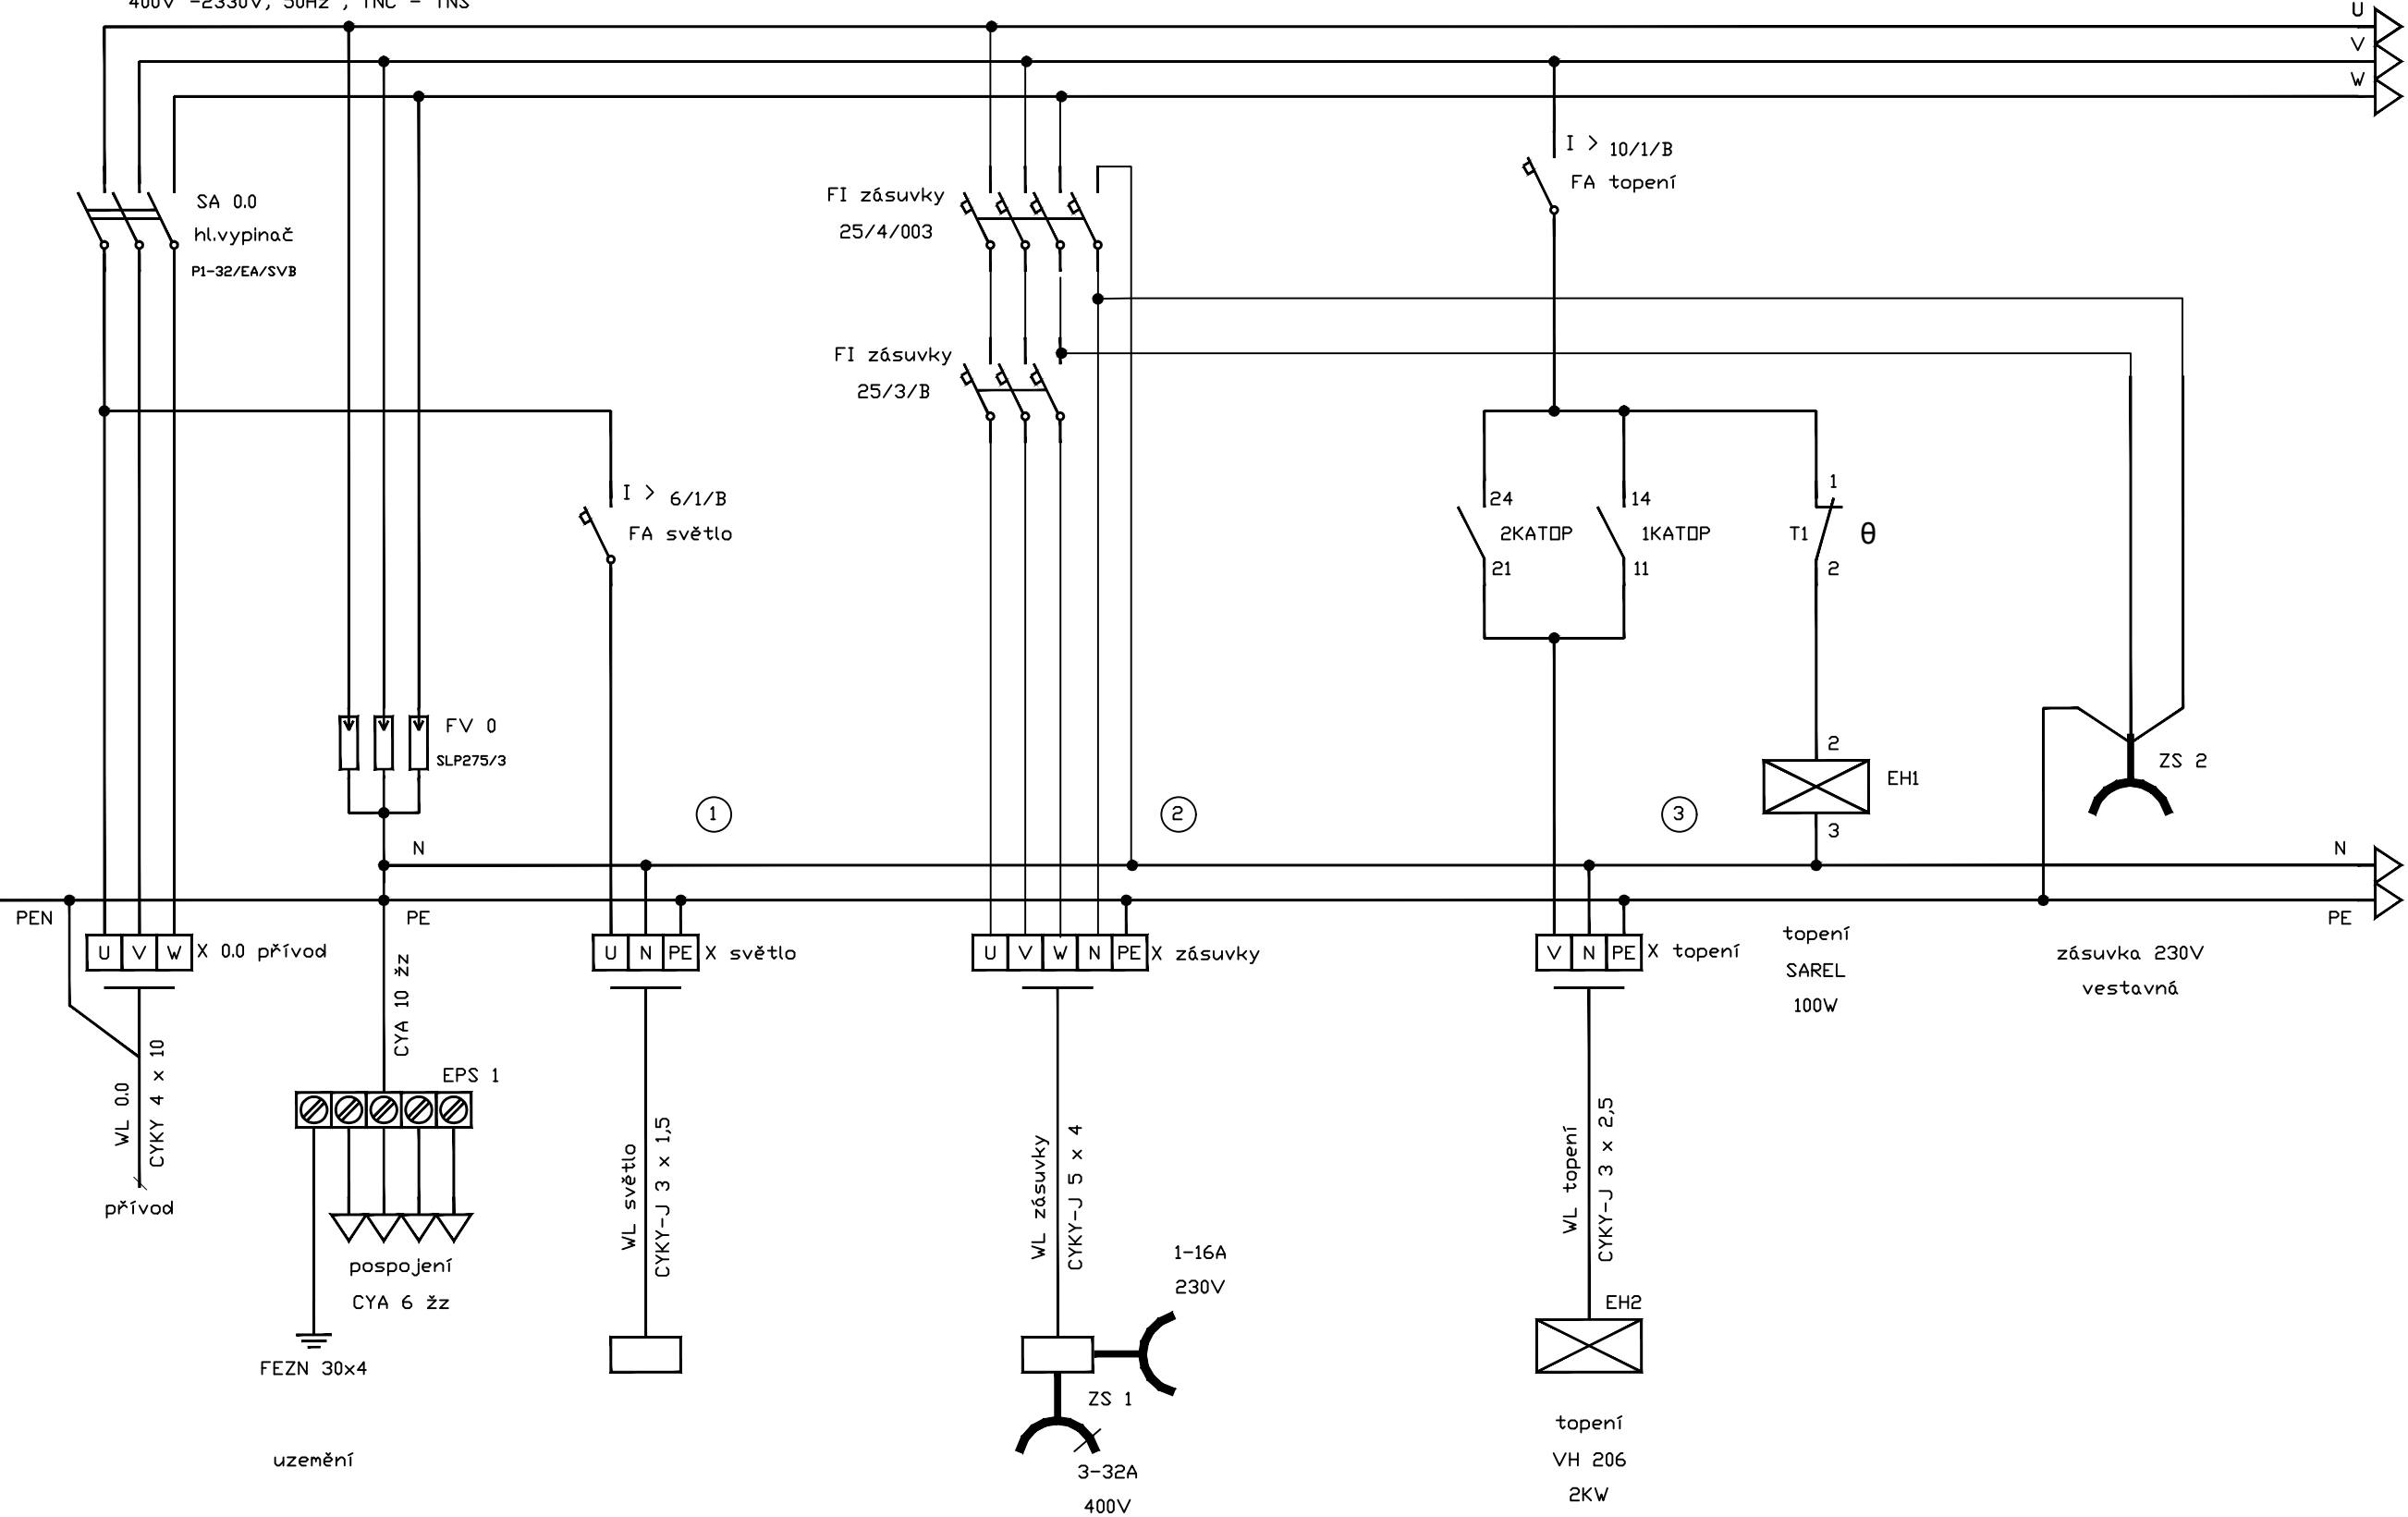 400V -2330V, 50Hz , TNC - TNS
U
V
W
SA 0.0
hl.vypinač
P1-32/EA/SVB
FI zásuvky
25/4/003
I > 10/1/B
FA topení
FI zásuvky
25/3/B
I > 6/1/B
FA světlo
24
2KATOP
21
14
1KATOP
11
1
T1 θ
2
FV 0
SLP275/3
1
2
3
2
EH1
3
ZS 2
N
N
PEN
PE
PE
U V W X 0.0 přívod
U N PE X světlo
U V W N PE X zásuvky
V N PE X topení
topení
SAREL
100W
zásuvka 230V
vestavná
CYA 10 žz
EPS 1
WL 0.0
CYKY 4 x 10
přívod
pospojení
CYA 6 žz
FEZN 30x4
uzemění
WL světlo
CYKY-J 3 x 1,5
WL zásuvky
CYKY-J 5 x 4
1-16A
230V
ZS 1
3-32A
400V
WL topení
CYKY-J 3 x 2,5
EH2
topení
VH 206
2KW